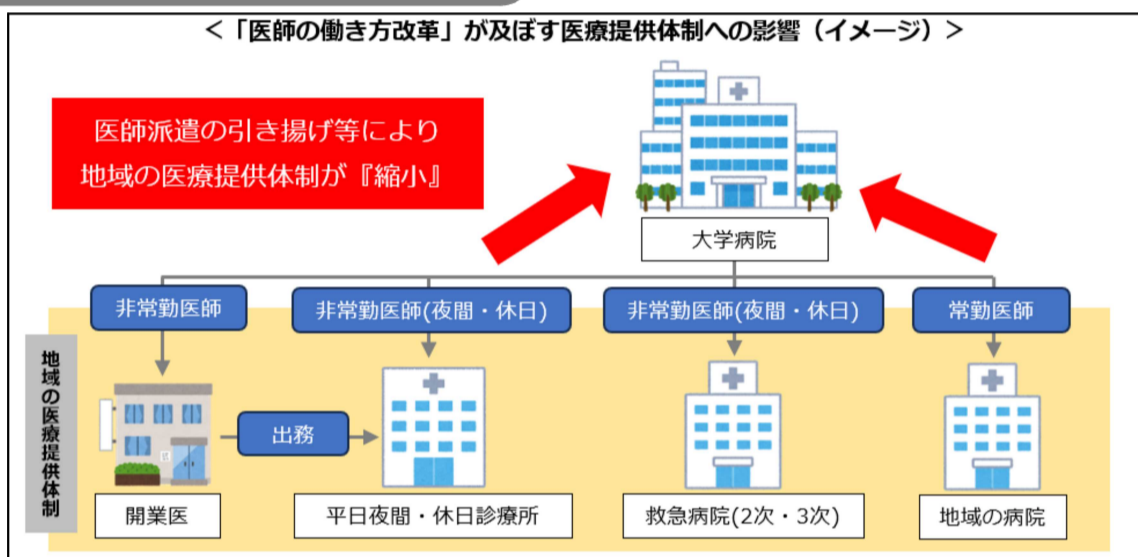 ＜「医師の働き方改革」が及ぼす医療提供体制への影響（イメージ）＞
医師派遣の引き揚げ等により
地域の医療提供体制が『縮小』
大学病院
非常勤医師
非常勤医師(夜間・休日)
非常勤医師(夜間・休日)
常勤医師
地域の医療提供体制
出務
開業医
平日夜間・休日診療所
救急病院(2次・3次)
地域の病院